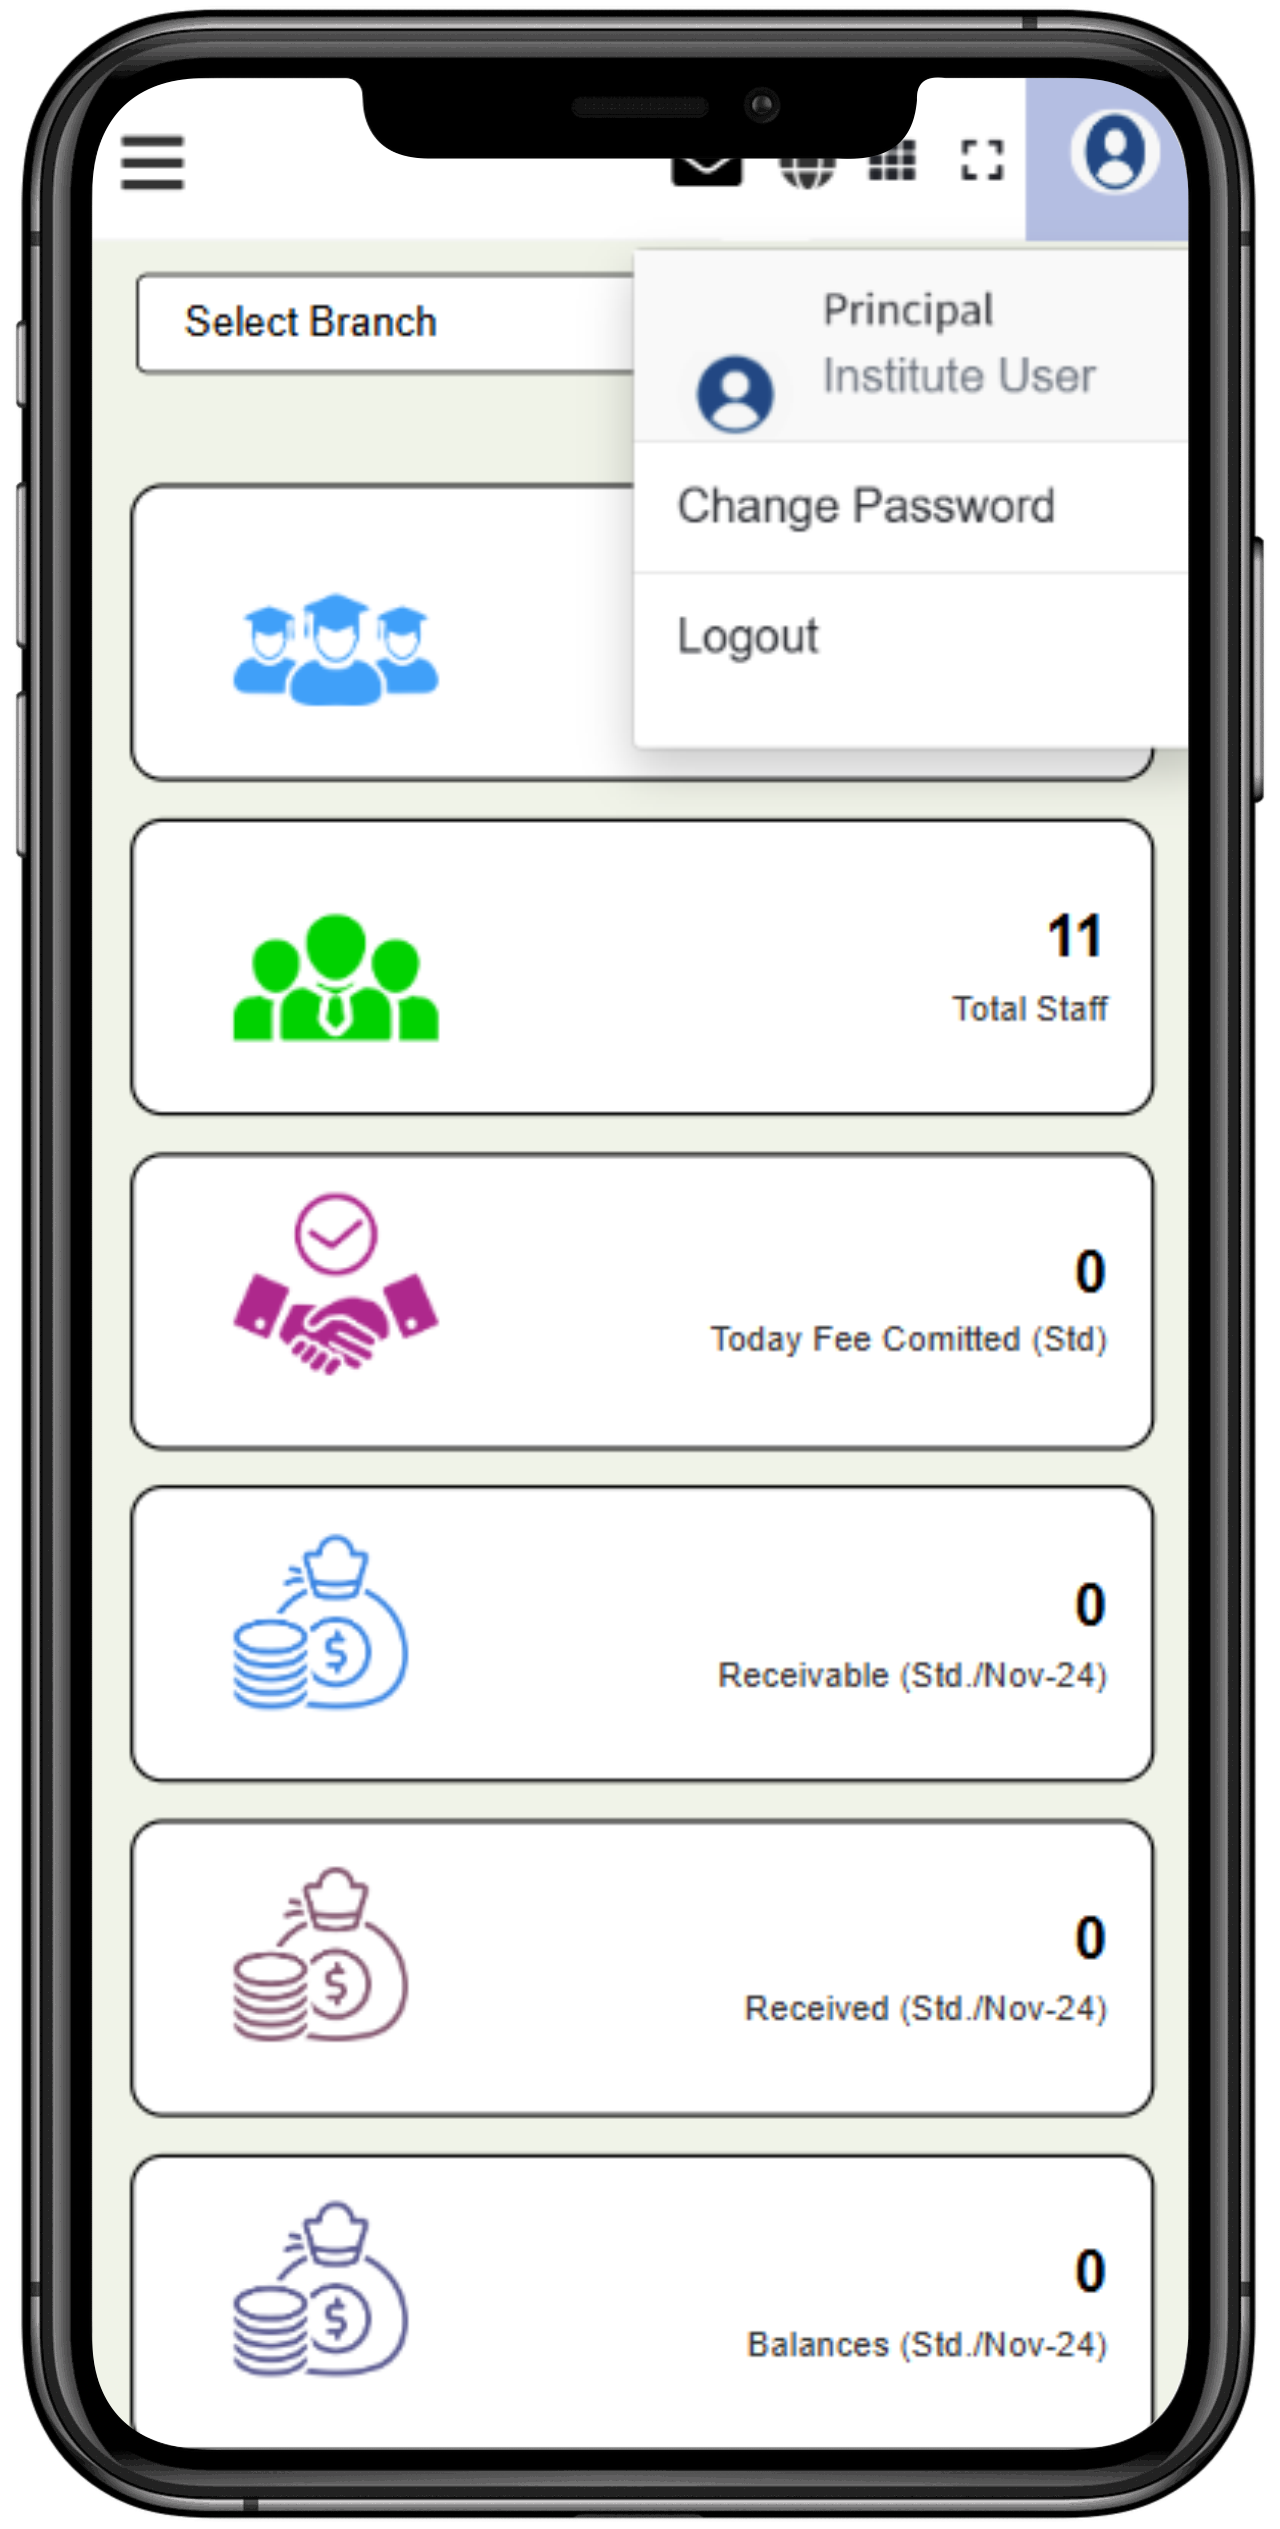 Select Branch
Principal
Institute User
Change Password
Logout
11
Total Staff
0
Today Fee Comitted (Std)
0
Receivable (Std./Nov-24)
0
Received (Std./Nov-24)
0
Balances (Std./Nov-24)